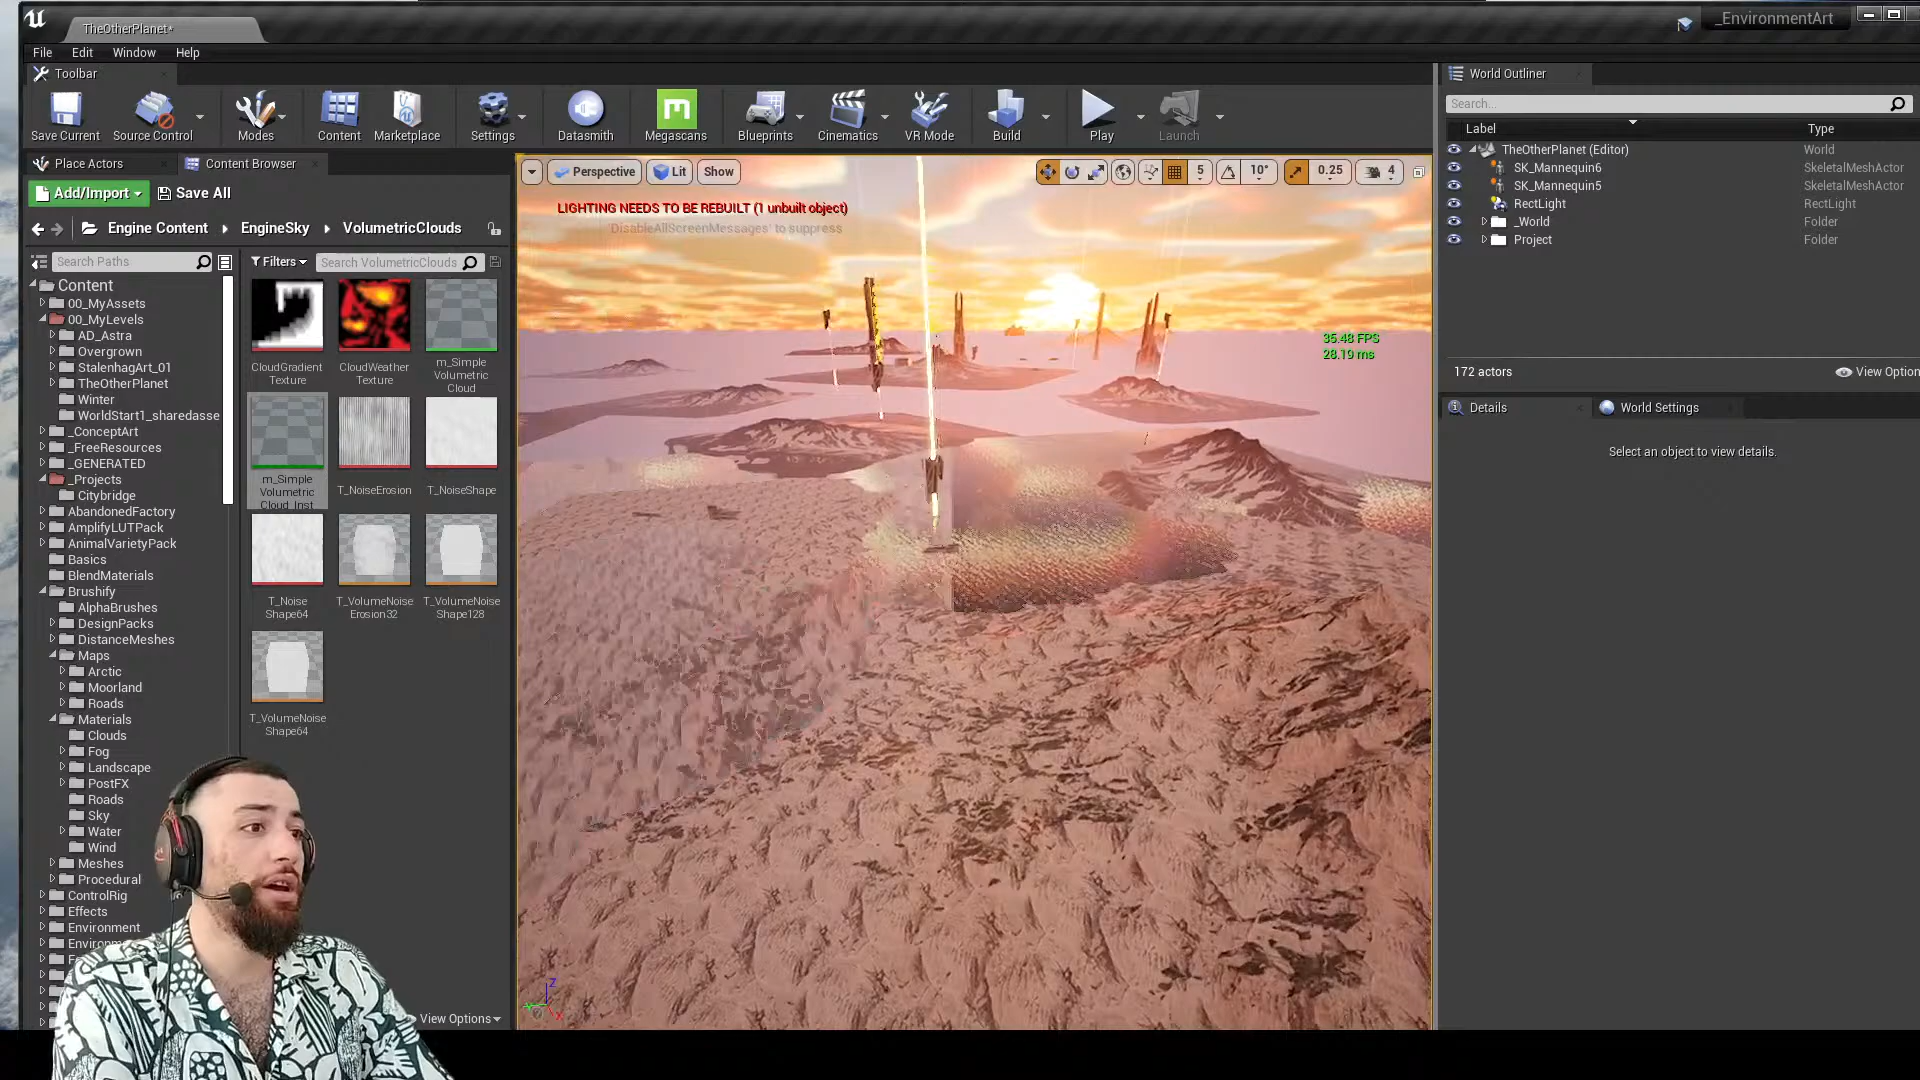 TheOtherPlanet*
_EnvironmentArt
File Edit Window Help
Toolbar
World Outliner
Search...
Save Current Source Control Modes Content Marketplace Settings Datasmith Megascans Blueprints Cinematics VR Mode Build Play Launch
Label Type
TheOtherPlanet (Editor) World
SK_Mannequin6 SkeletalMeshActor
SK_Mannequin5 SkeletalMeshActor
RectLight RectLight
_World Folder
Project Folder
172 actors View Option
Details World Settings
Select an object to view details.
Place Actors Content Browser
Add/Import Save All
Engine Content EngineSky VolumetricClouds
Search Paths Filters Search VolumetricClouds
Content
00_MyAssets
00_MyLevels
AD_Astra
Overgrown
StalenhagArt_01
TheOtherPlanet
Winter
WorldStart1_sharedasse
_ConceptArt
_FreeResources
_GENERATED
_Projects
Citybridge
AbandonedFactory
AmplifyLUTPack
AnimalVarietyPack
Basics
BlendMaterials
Brushify
AlphaBrushes
DesignPacks
DistanceMeshes
Maps
Arctic
Moorland
Roads
Materials
Clouds
Fog
Landscape
PostFX
Roads
Sky
Water
Wind
Meshes
Procedural
ControlRig
Effects
Environment
CloudGradient
Texture
CloudWeather
Texture
m_Simple
Volumetric
Cloud
m_Simple
Volumetric
Cloud_Inst
T_NoiseErosion
T_NoiseShape
T_Noise
Shape64
T_VolumeNoise
Erosion32
T_VolumeNoise
Shape128
T_VolumeNoise
Shape64
View Options
Perspective Lit Show
5 10° 0.25 4
LIGHTING NEEDS TO BE REBUILT (1 unbuilt object)
'DisableAllScreenMessages' to suppress
35.48 FPS
28.19 ms
Z
X